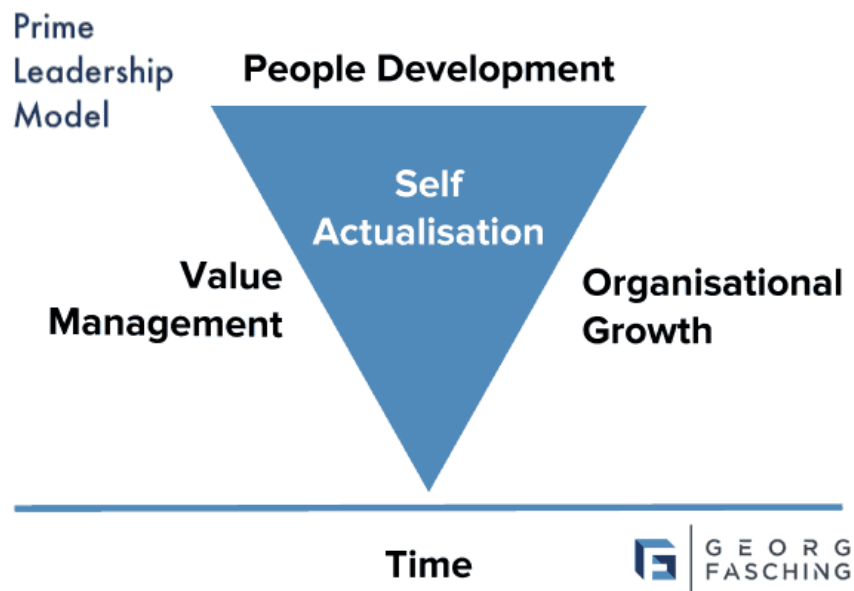 Prime
Leadership
Model
People Development
Self
Actualisation
Value
Management
Organisational
Growth
Time
GEORG
FASCHING